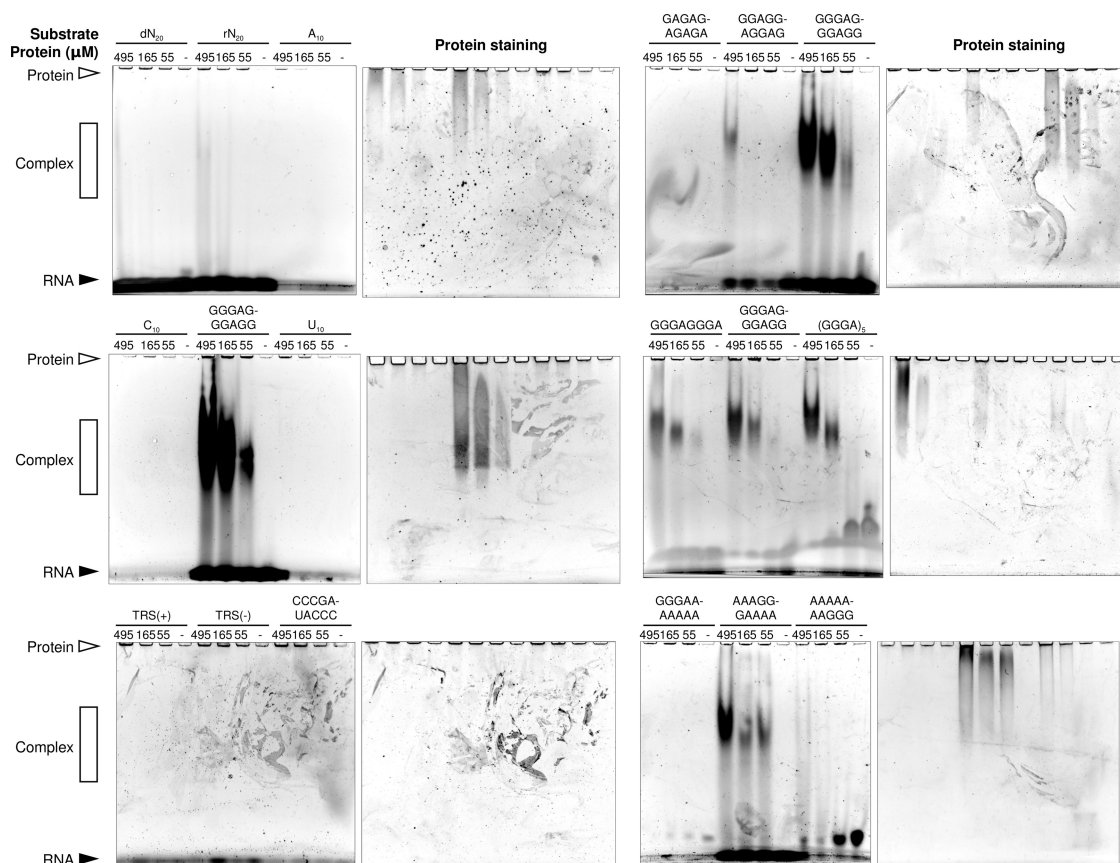 Substrate
Protein (µM)
dN20 rN20 A10
495 165 55 - 495 165 55 - 495 165 55 -
Protein staining
GAGAG-AGAGA GGAGG-AGGAG GGGAG-GGAGG
495 165 55 - 495 165 55 - 495 165 55 -
Protein staining
Protein
Complex
RNA
C10 GGGAG-GGAGG U10
495 165 55 - 495 165 55 - 495 165 55 -
GGGAGGGA GGGAG-GGAGG (GGGA)5
495 165 55 - 495 165 55 - 495 165 55 -
Protein
Complex
RNA
TRS(+) TRS(-) CCCGA-UACCC
495 165 55 - 495 165 55 - 495 165 55 -
GGGAA-AAAAA AAAGG-GAAAA AAAAA-AAGGG
495 165 55 - 495 165 55 - 495 165 55 -
Protein
Complex
RNA